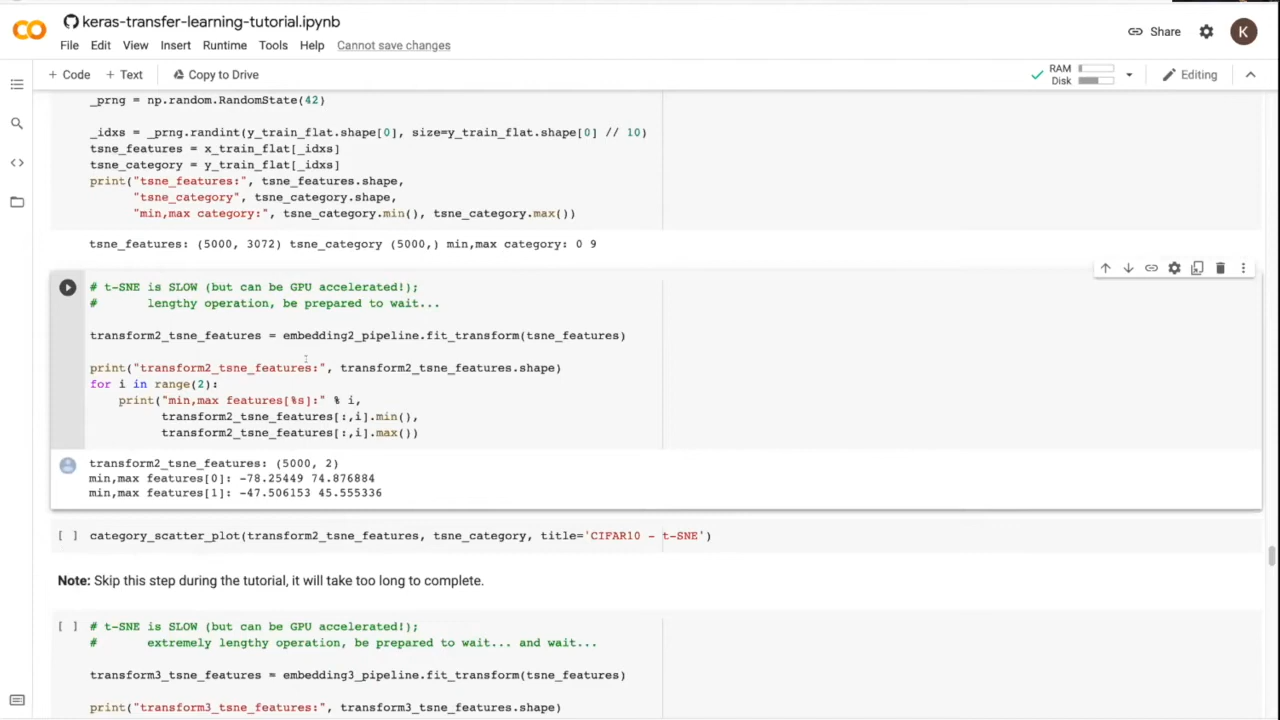 keras-transfer-learning-tutorial.ipynb
Share
K
File Edit View Insert Runtime Tools Help Cannot save changes
+ Code + Text Copy to Drive
RAM
Disk
Editing
_prng = np.random.RandomState(42)
_idxs = _prng.randint(y_train_flat.shape[0], size=y_train_flat.shape[0] // 10)
tsne_features = x_train_flat[_idxs]
tsne_category = y_train_flat[_idxs]
print("tsne_features:", tsne_features.shape,
"tsne_category", tsne_category.shape,
"min,max category:", tsne_category.min(), tsne_category.max())
tsne_features: (5000, 3072) tsne_category (5000,) min,max category: 0 9
# t-SNE is SLOW (but can be GPU accelerated!);
# lengthy operation, be prepared to wait...
transform2_tsne_features = embedding2_pipeline.fit_transform(tsne_features)
print("transform2_tsne_features:", transform2_tsne_features.shape)
for i in range(2):
print("min,max features[%s]:" % i,
transform2_tsne_features[:,i].min(),
transform2_tsne_features[:,i].max())
transform2_tsne_features: (5000, 2)
min,max features[0]: -78.25449 74.876884
min,max features[1]: -47.506153 45.555336
[ ] category_scatter_plot(transform2_tsne_features, tsne_category, title='CIFAR10 - t-SNE')
Note: Skip this step during the tutorial, it will take too long to complete.
[ ] # t-SNE is SLOW (but can be GPU accelerated!);
# extremely lengthy operation, be prepared to wait... and wait...
transform3_tsne_features = embedding3_pipeline.fit_transform(tsne_features)
print("transform3_tsne_features:", transform3_tsne_features.shape)